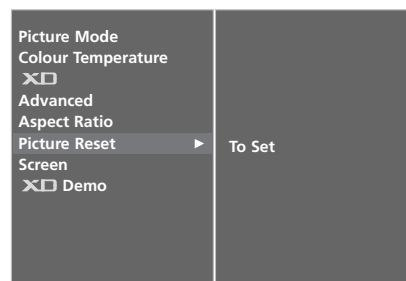 Picture Mode
Colour Temperature
XD
Advanced
Aspect Ratio
Picture Reset ►
To Set
Screen
XD Demo